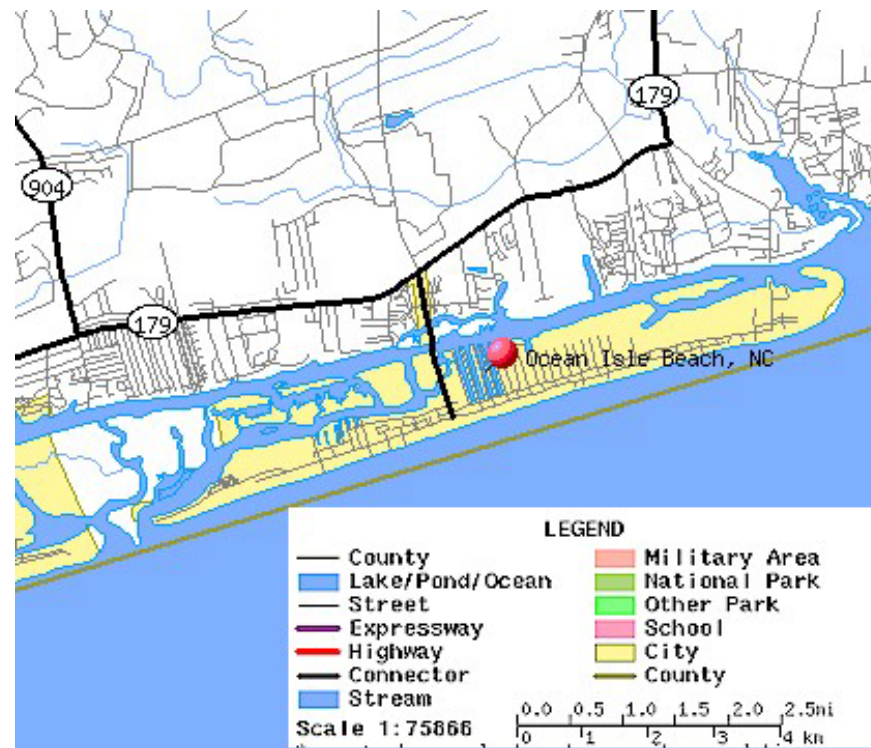 179
904
179
Ocean Isle Beach, NC
LEGEND
County
Lake/Pond/Ocean
Street
Expressway
Highway
Connector
Stream
Military Area
National Park
Other Park
School
City
County
Scale 1:75866
0.0 0.5 1.0 1.5 2.0 2.5mi
0 1 2 3 4 km